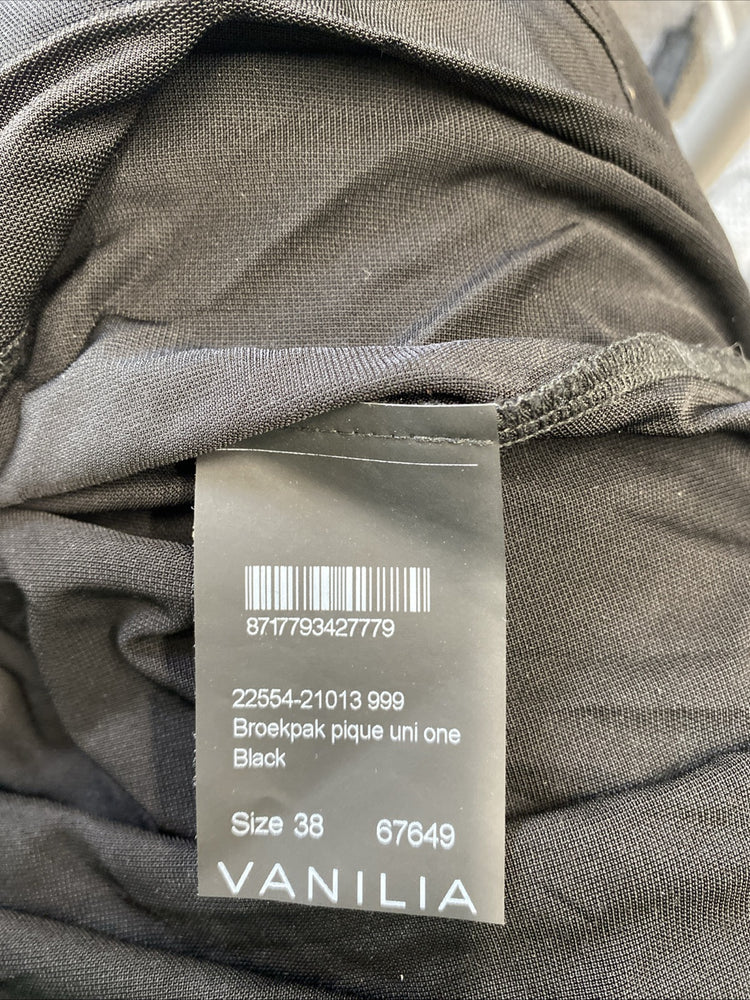 8717793427779
22554-21013 999
Broekpak pique uni one
Black
Size 38 67649
VANILIA